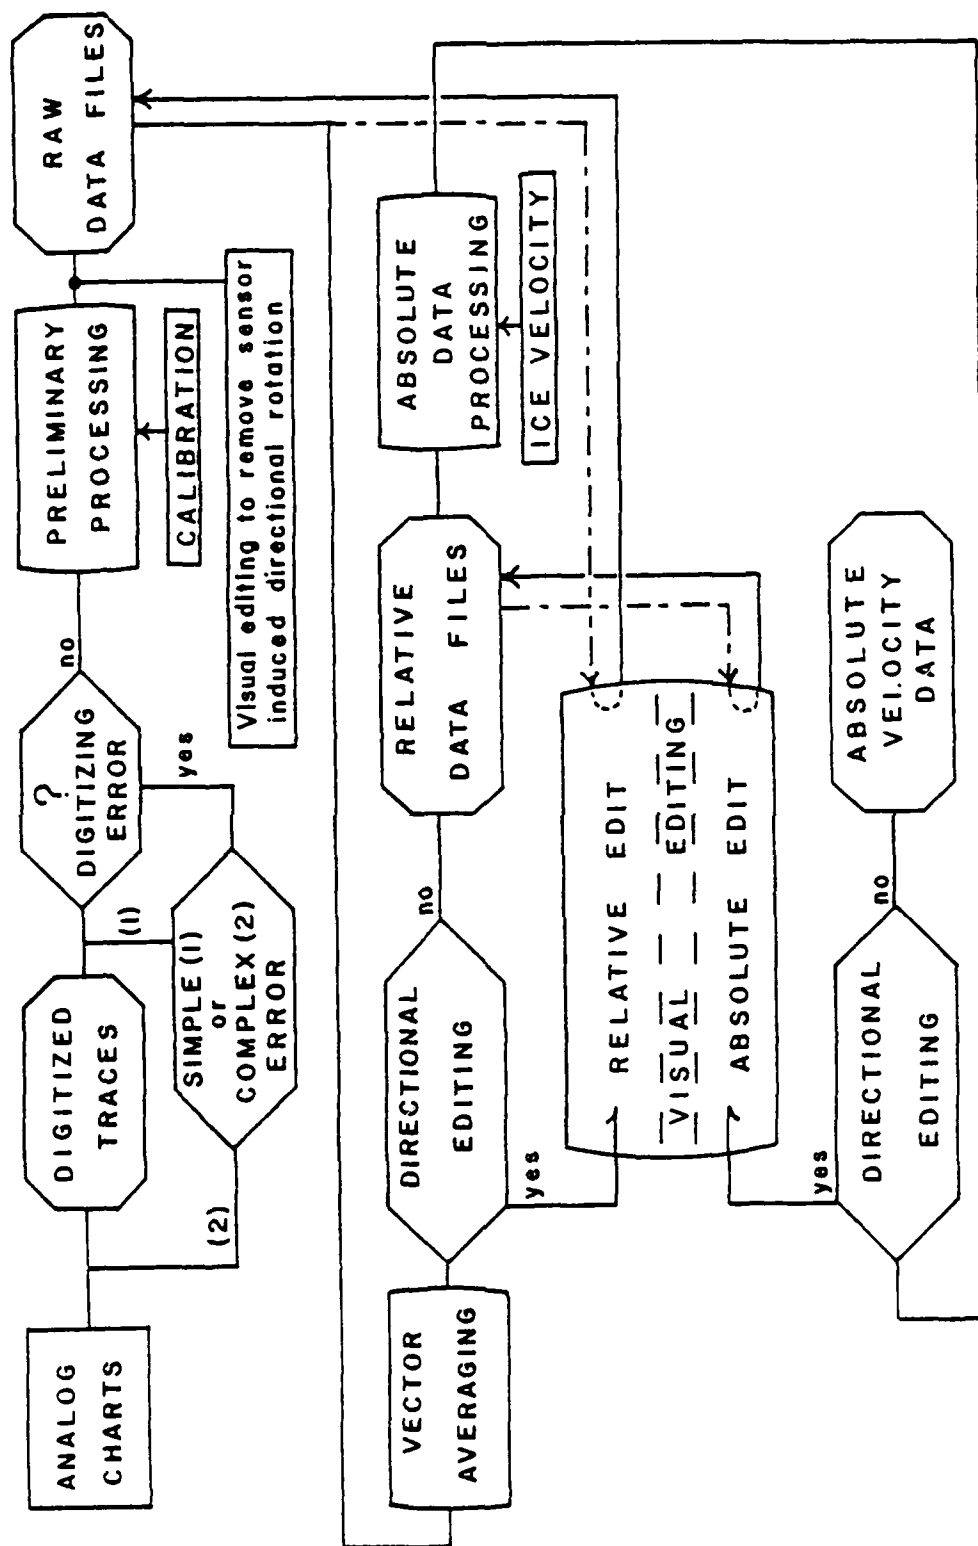 ANALOG
CHARTS
DIGITIZED
TRACES
?
DIGITIZING
ERROR
no
yes
(1)
(2)
SIMPLE (1)
or
COMPLEX (2)
ERROR
PRELIMINARY
PROCESSING
CALIBRATION
Visual editing to remove sensor
induced directional rotation
RAW
DATA FILES
VECTOR
AVERAGING
DIRECTIONAL
EDITING
no
yes
RELATIVE
DATA FILES
ABSOLUTE
DATA
PROCESSING
ICE VELOCITY
RELATIVE EDIT
VISUAL EDITING
ABSOLUTE EDIT
DIRECTIONAL
EDITING
yes
no
ABSOLUTE
VELOCITY
DATA